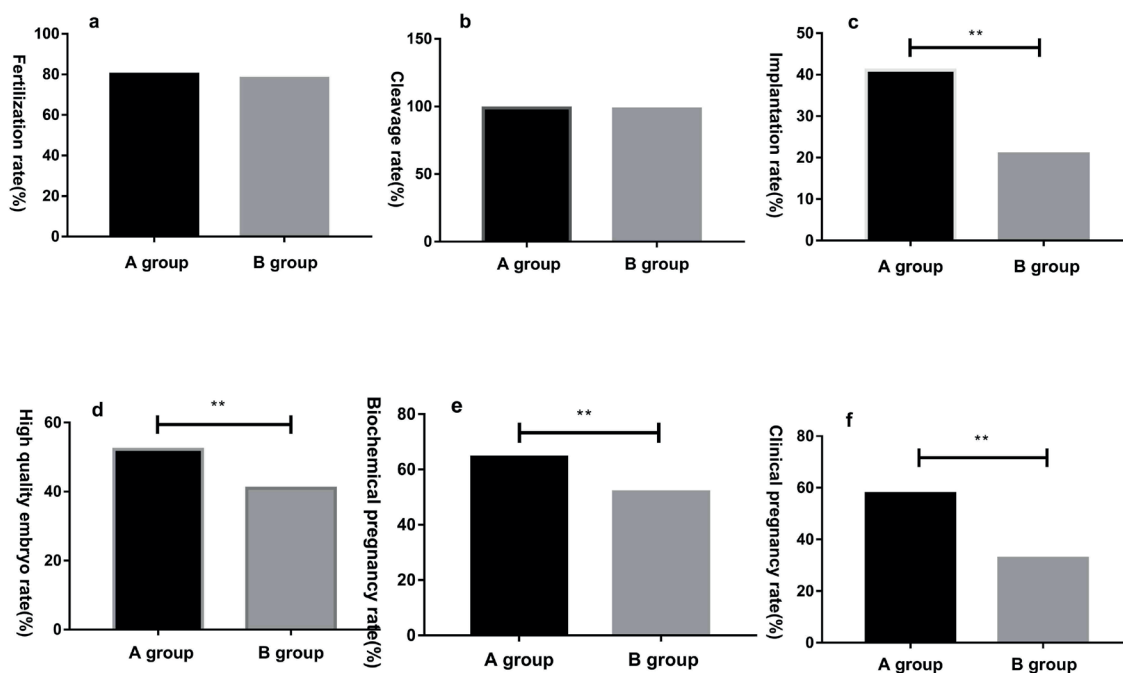 a
Fertilization rate(%)
100
80
60
40
20
0
A group
B group
b
Cleavage rate(%)
150
100
50
0
A group
B group
c
Implantation rate(%)
50
40
30
20
10
0
**
A group
B group
d
High quality embryo rate(%)
60
40
20
0
**
A group
B group
e
Biochemical pregnancy rate(%)
80
60
40
20
0
**
A group
B group
f
Clinical pregnancy rate(%)
80
60
40
20
0
**
A group
B group